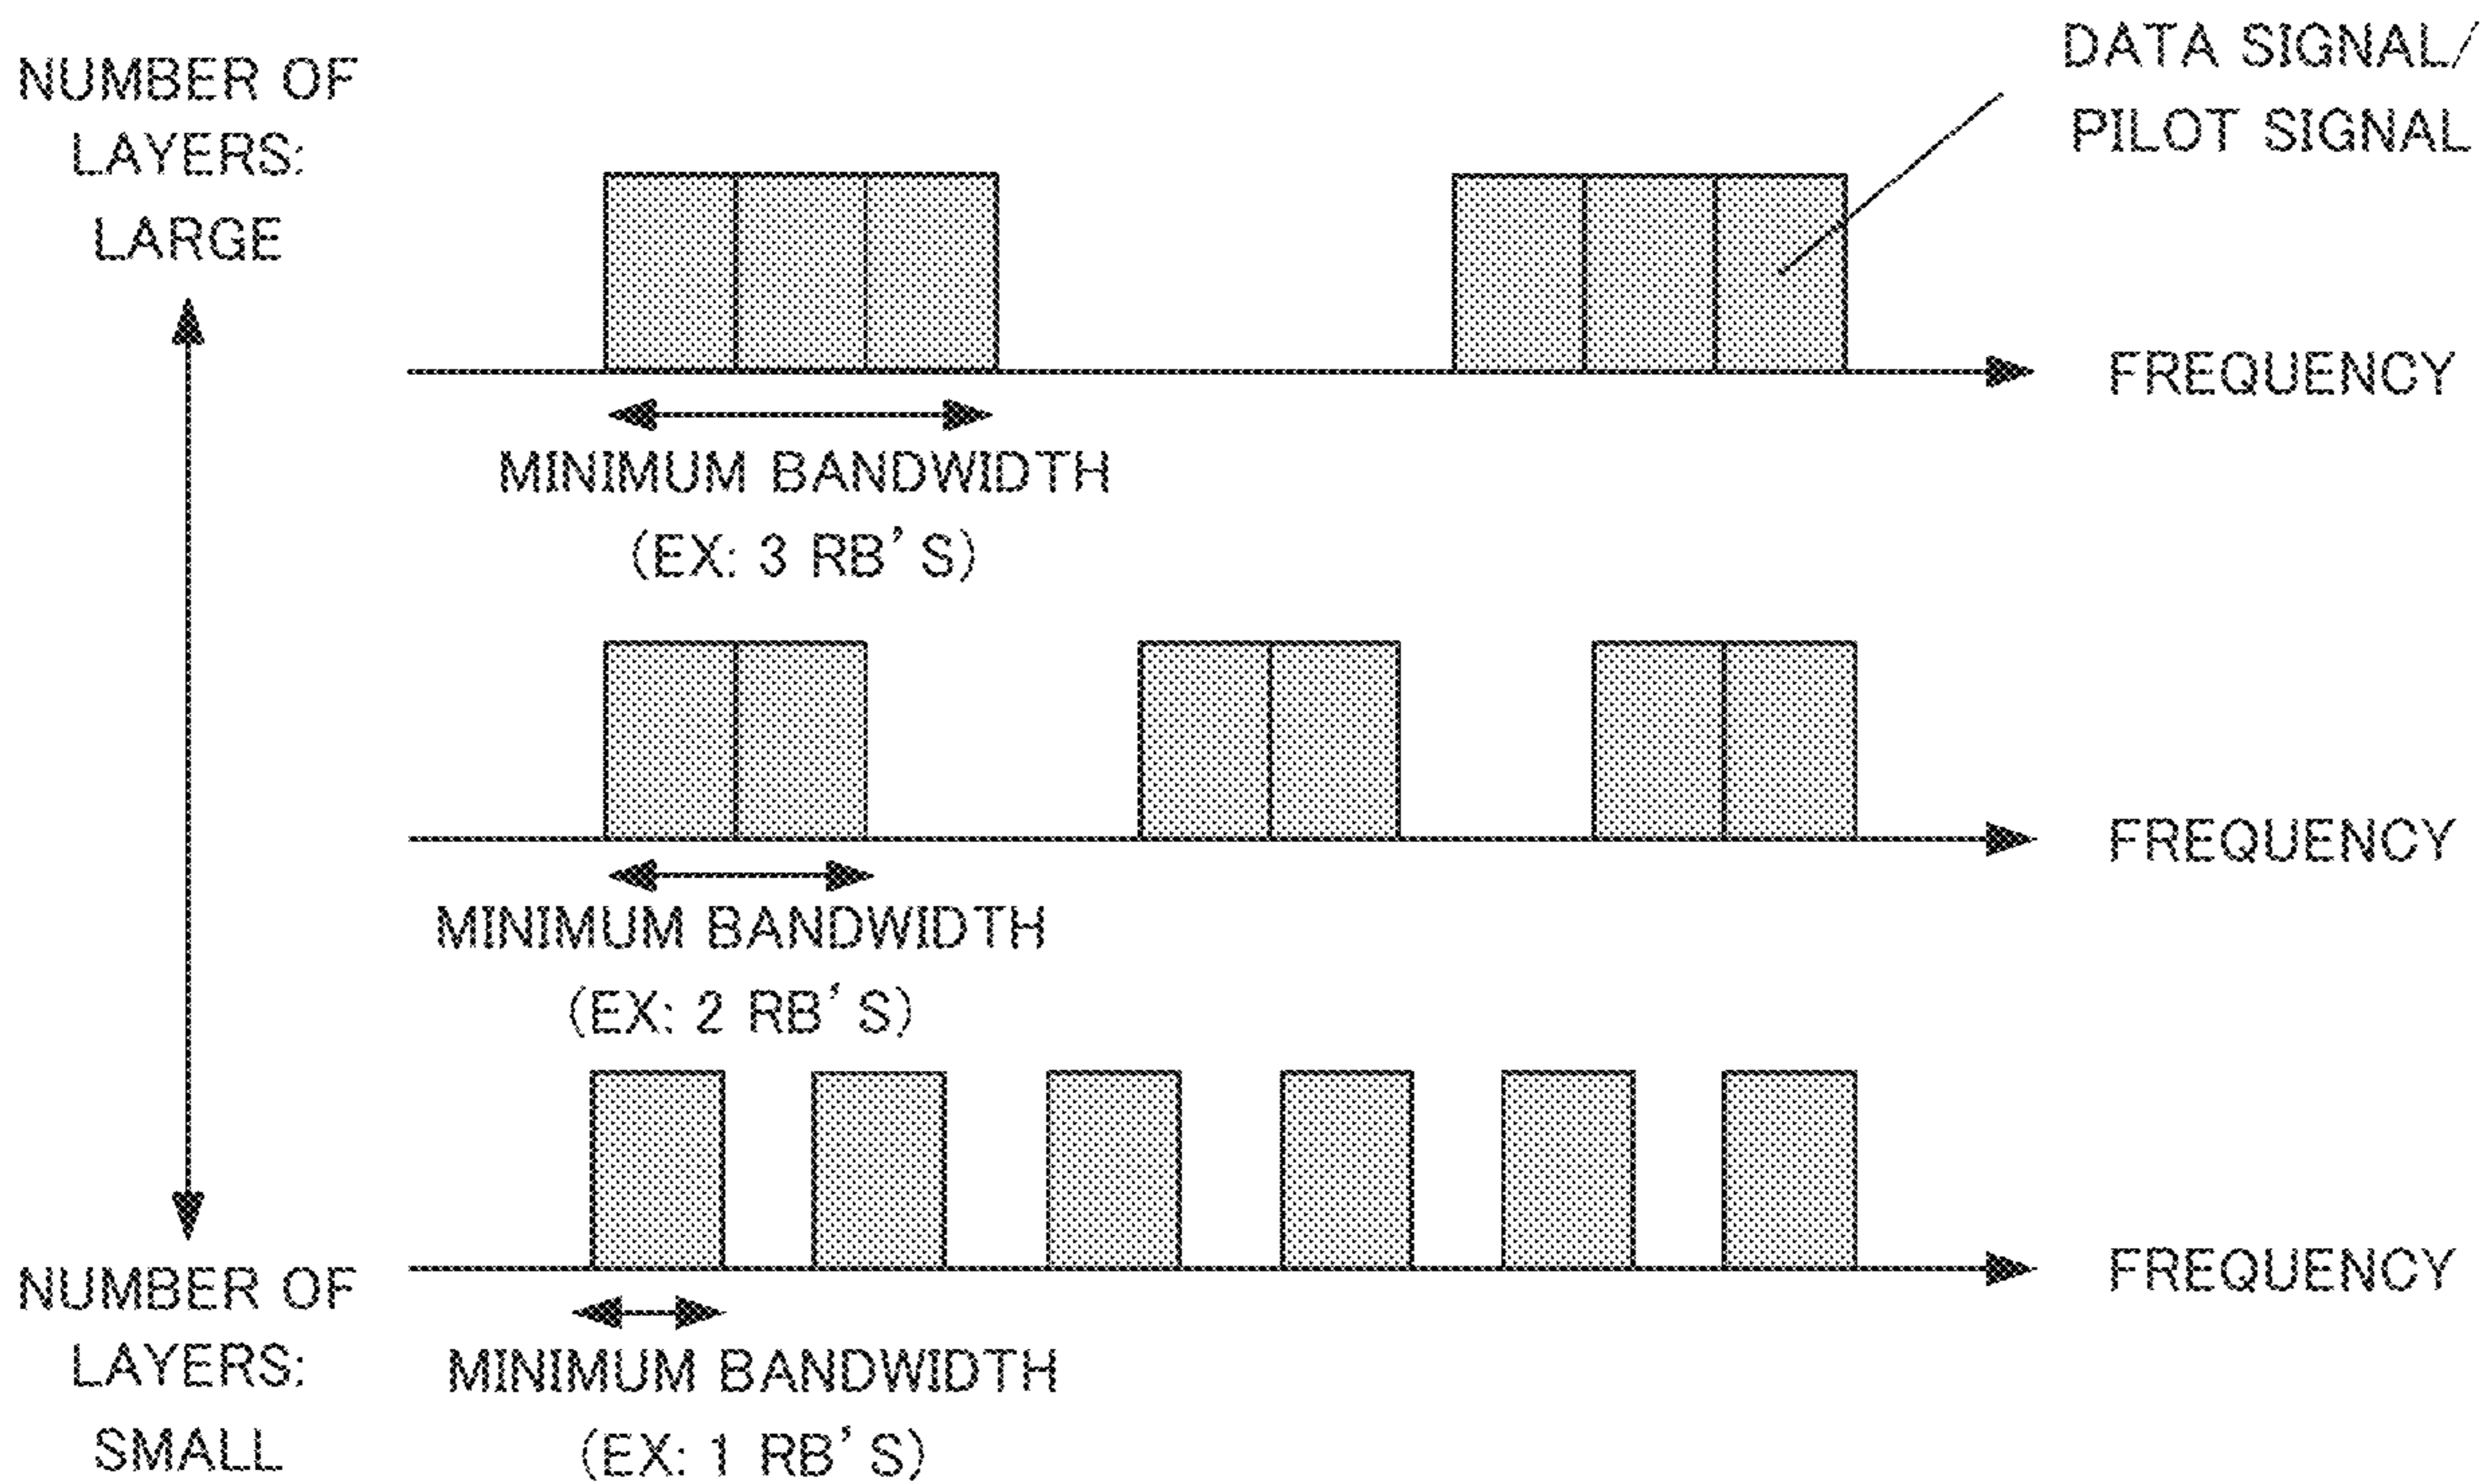 NUMBER OF
LAYERS:
LARGE
DATA SIGNAL/
PILOT SIGNAL
FREQUENCY
MINIMUM BANDWIDTH
(EX: 3 RB'S)
FREQUENCY
MINIMUM BANDWIDTH
(EX: 2 RB'S)
FREQUENCY
NUMBER OF
LAYERS:
SMALL
MINIMUM BANDWIDTH
(EX: 1 RB'S)